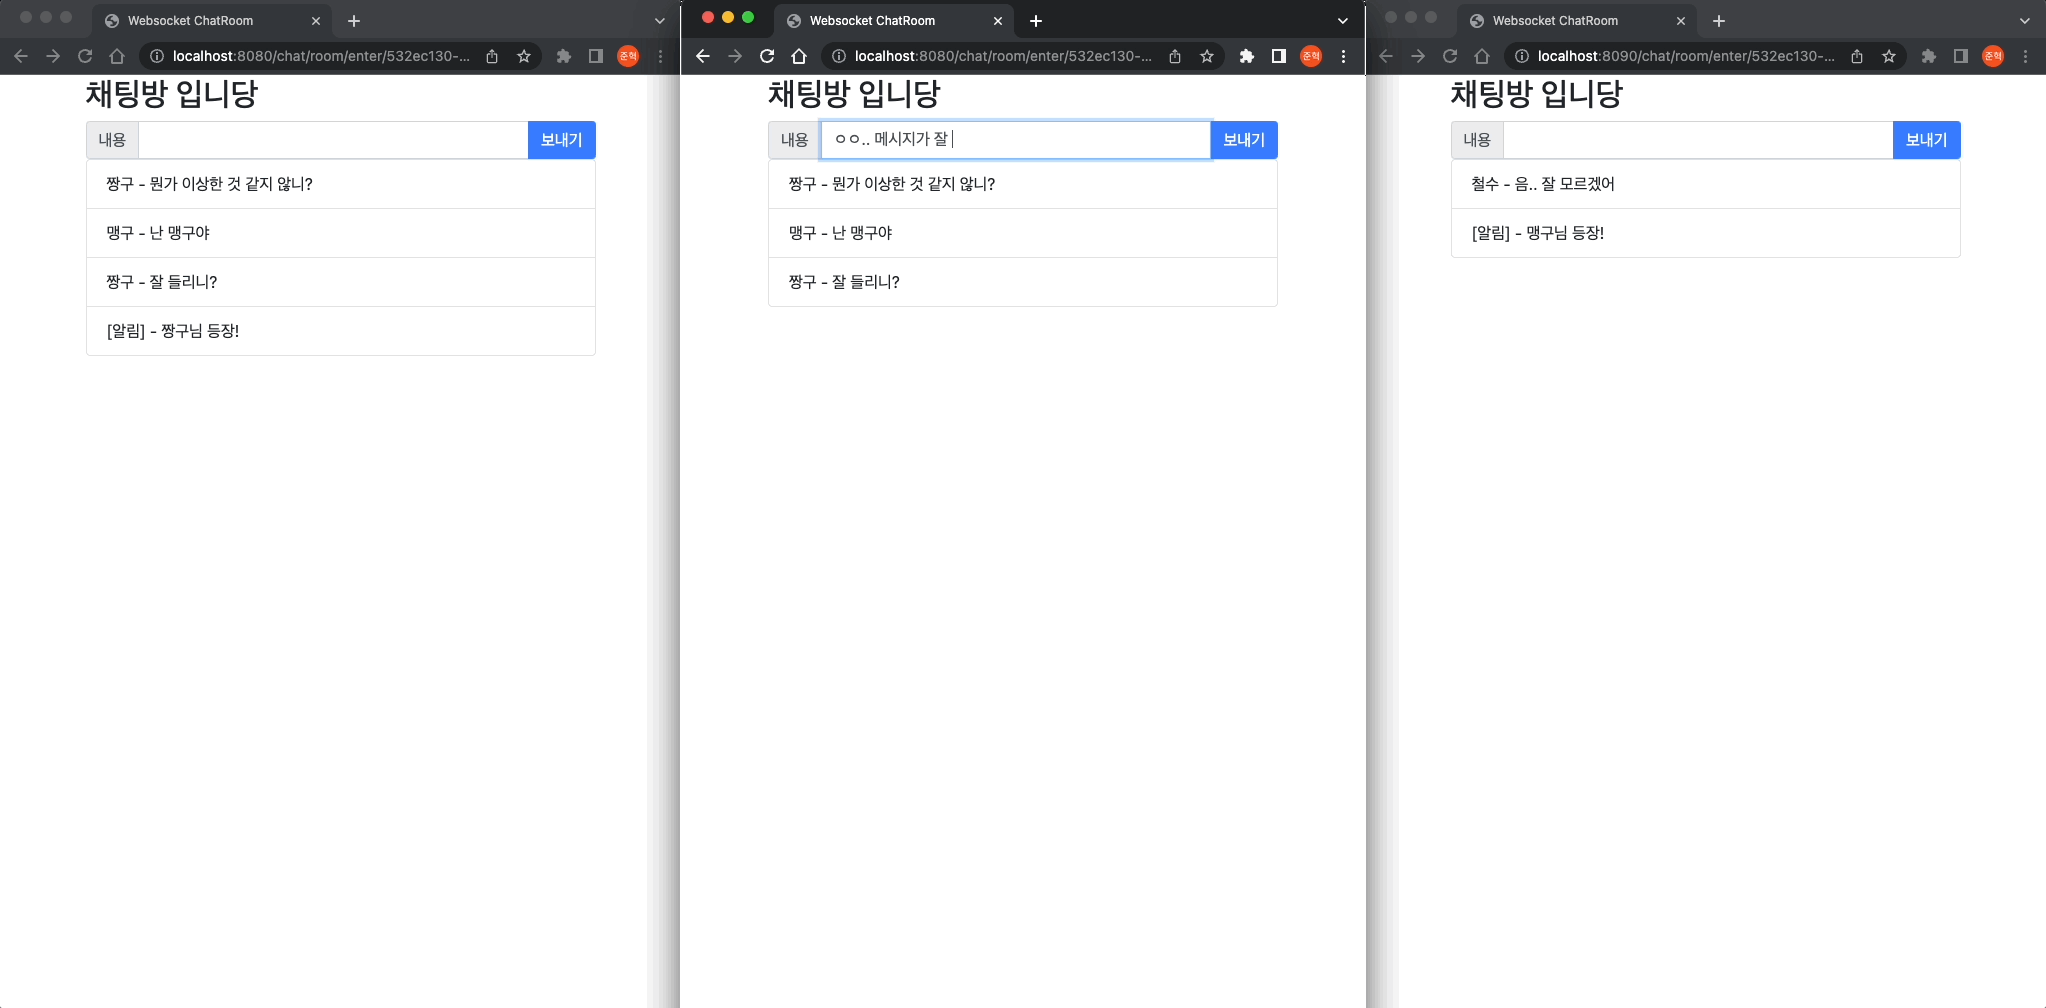 Websocket ChatRoom
localhost:8080/chat/room/enter/532ec130-...
준혁
채팅방 입니당
내용
보내기
짱구 - 뭔가 이상한 것 같지 않니?
맹구 - 난 맹구야
짱구 - 잘 들리니?
[알림] - 짱구님 등장!
Websocket ChatRoom
localhost:8080/chat/room/enter/532ec130-...
준혁
채팅방 입니당
내용 ㅇㅇ.. 메시지가 잘
보내기
짱구 - 뭔가 이상한 것 같지 않니?
맹구 - 난 맹구야
짱구 - 잘 들리니?
Websocket ChatRoom
localhost:8090/chat/room/enter/532ec130-...
준혁
채팅방 입니당
내용
보내기
철수 - 음.. 잘 모르겠어
[알림] - 맹구님 등장!